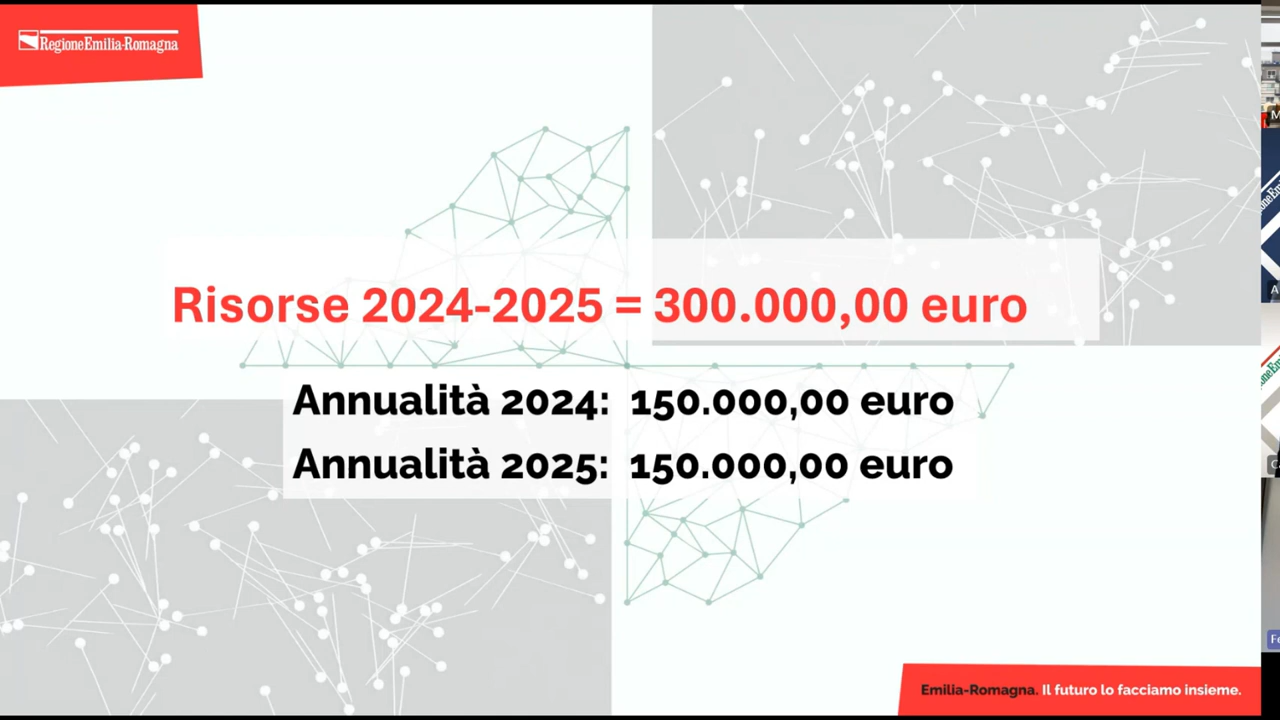 RegioneEmilia-Romagna
Risorse 2024-2025 = 300.000,00 euro
Annualità 2024: 150.000,00 euro
Annualità 2025: 150.000,00 euro
Emilia-Romagna. Il futuro lo facciamo insieme.